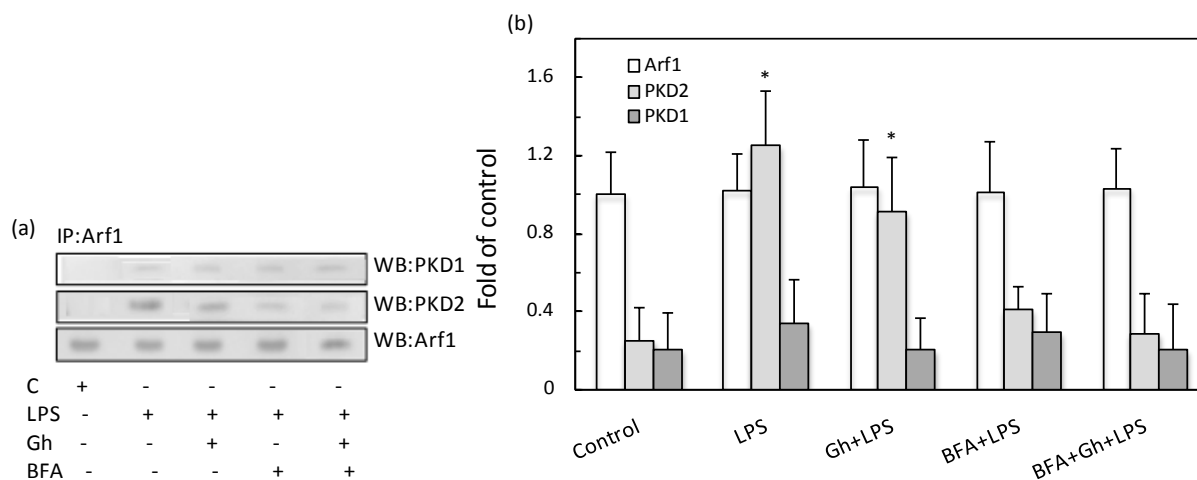 (a)
IP:Arf1
WB:PKD1
WB:PKD2
WB:Arf1
C + - - - -
LPS - + + + +
Gh - - + - +
BFA - - - + +
(b)
Fold of control
1.6
1.2
0.8
0.4
0
Arf1
PKD2
PKD1
*
*
Control
LPS
Gh+LPS
BFA+LPS
BFA+Gh+LPS